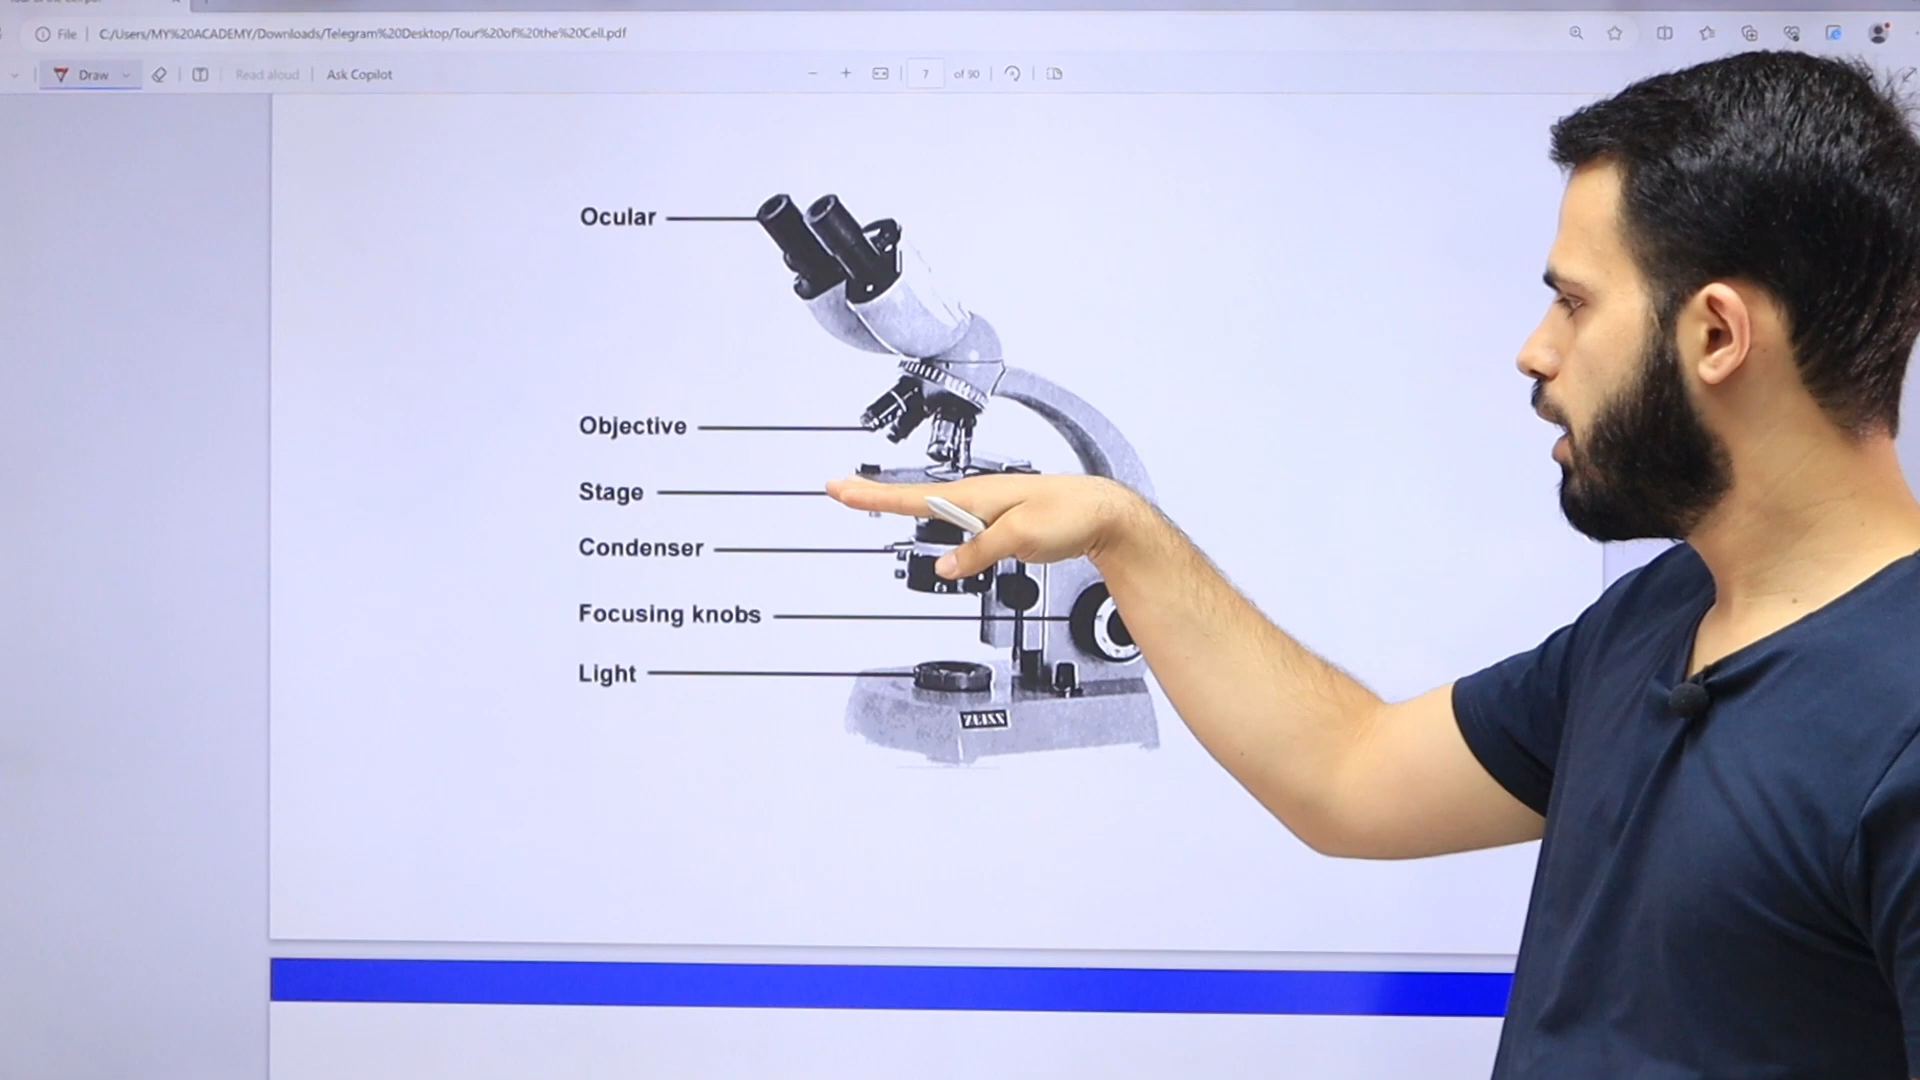 File C:/Users/MY%20ACADEMY/Downloads/Telegram%20Desktop/Tour%20of%20the%20Cell.pdf
Draw Read aloud Ask Copilot 7 of 90
Ocular
Objective
Stage
Condenser
Focusing knobs
Light
ZEISS